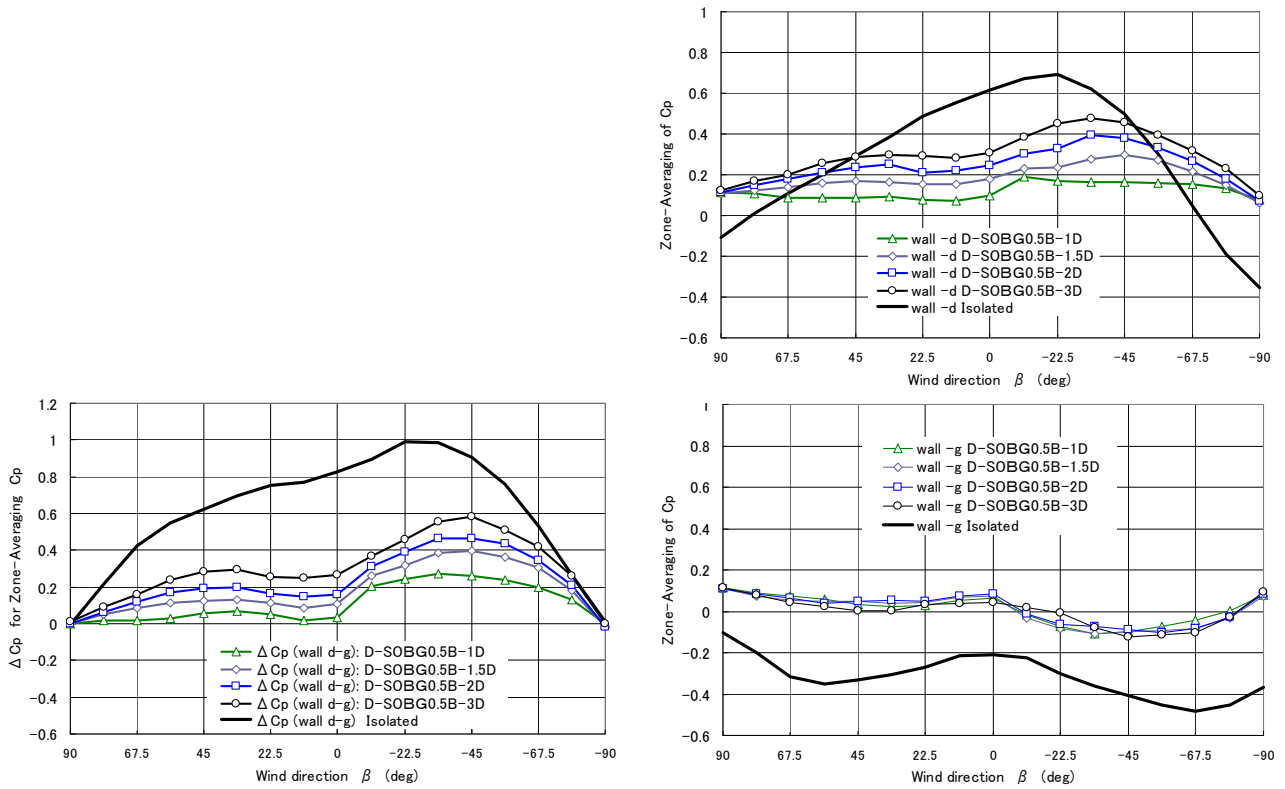 Zone-Averaging of Cp
1
0.8
0.6
0.4
0.2
0
-0.2
-0.4
-0.6
wall -d D-SOBG0.5B-1D
wall -d D-SOBG0.5B-1.5D
wall -d D-SOBG0.5B-2D
wall -d D-SOBG0.5B-3D
wall -d Isolated
90 67.5 45 22.5 0 -22.5 -45 -67.5 -90
Wind direction β (deg)
Δ Cp for Zone-Averaging Cp
1.2
1
0.8
0.6
0.4
0.2
0
-0.2
-0.4
-0.6
Δ Cp (wall d-g): D-SOBG0.5B-1D
Δ Cp (wall d-g): D-SOBG0.5B-1.5D
Δ Cp (wall d-g): D-SOBG0.5B-2D
Δ Cp (wall d-g): D-SOBG0.5B-3D
Δ Cp (wall d-g) Isolated
90 67.5 45 22.5 0 -22.5 -45 -67.5 -90
Wind direction β (deg)
Zone-Averaging of Cp
1
0.8
0.6
0.4
0.2
0
-0.2
-0.4
-0.6
wall -g D-SOBG0.5B-1D
wall -g D-SOBG0.5B-1.5D
wall -g D-SOBG0.5B-2D
wall -g D-SOBG0.5B-3D
wall -g Isolated
90 67.5 45 22.5 0 -22.5 -45 -67.5 -90
Wind direction β (deg)